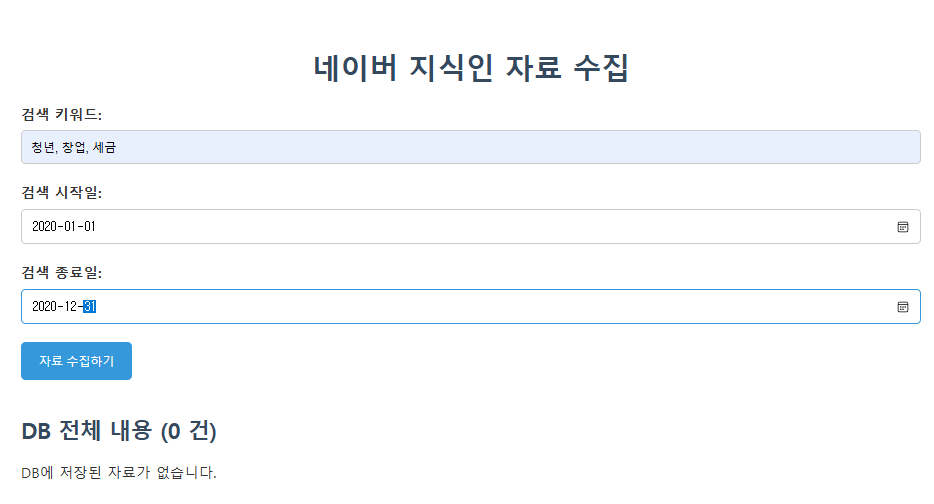 네이버 지식인 자료 수집
검색 키워드:
청년, 창업, 세금
검색 시작일:
2020-01-01
검색 종료일:
2020-12-31
자료 수집하기
DB 전체 내용 (0 건)
DB에 저장된 자료가 없습니다.